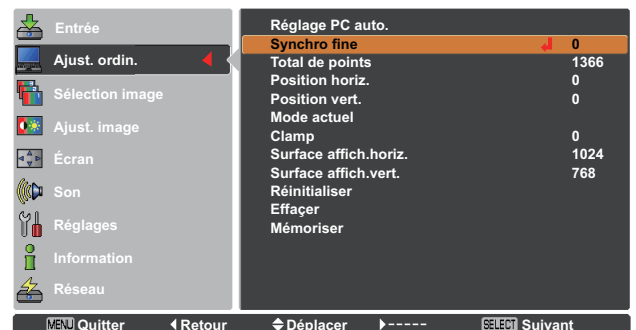 Entrée
Ajust. ordin.
Sélection image
Ajust. image
Écran
Son
Réglages
Information
Réseau
Réglage PC auto.
Synchro fine 0
Total de points 1366
Position horiz. 0
Position vert. 0
Mode actuel
Clamp 0
Surface affich.horiz. 1024
Surface affich.vert. 768
Réinitialiser
Effaçer
Mémoriser
MENU Quitter Retour Déplacer ----- SELECT Suivant